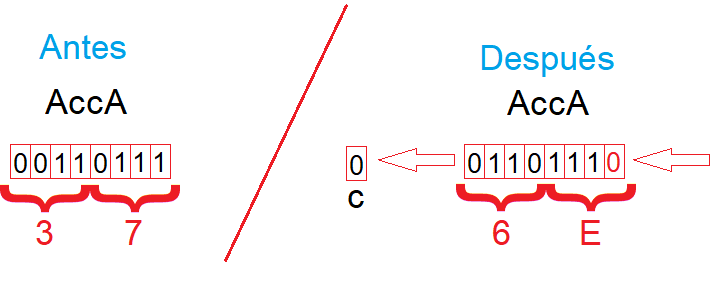 Antes
AccA
00110111
3 7
Después
AccA
0 01101110
c
6 E